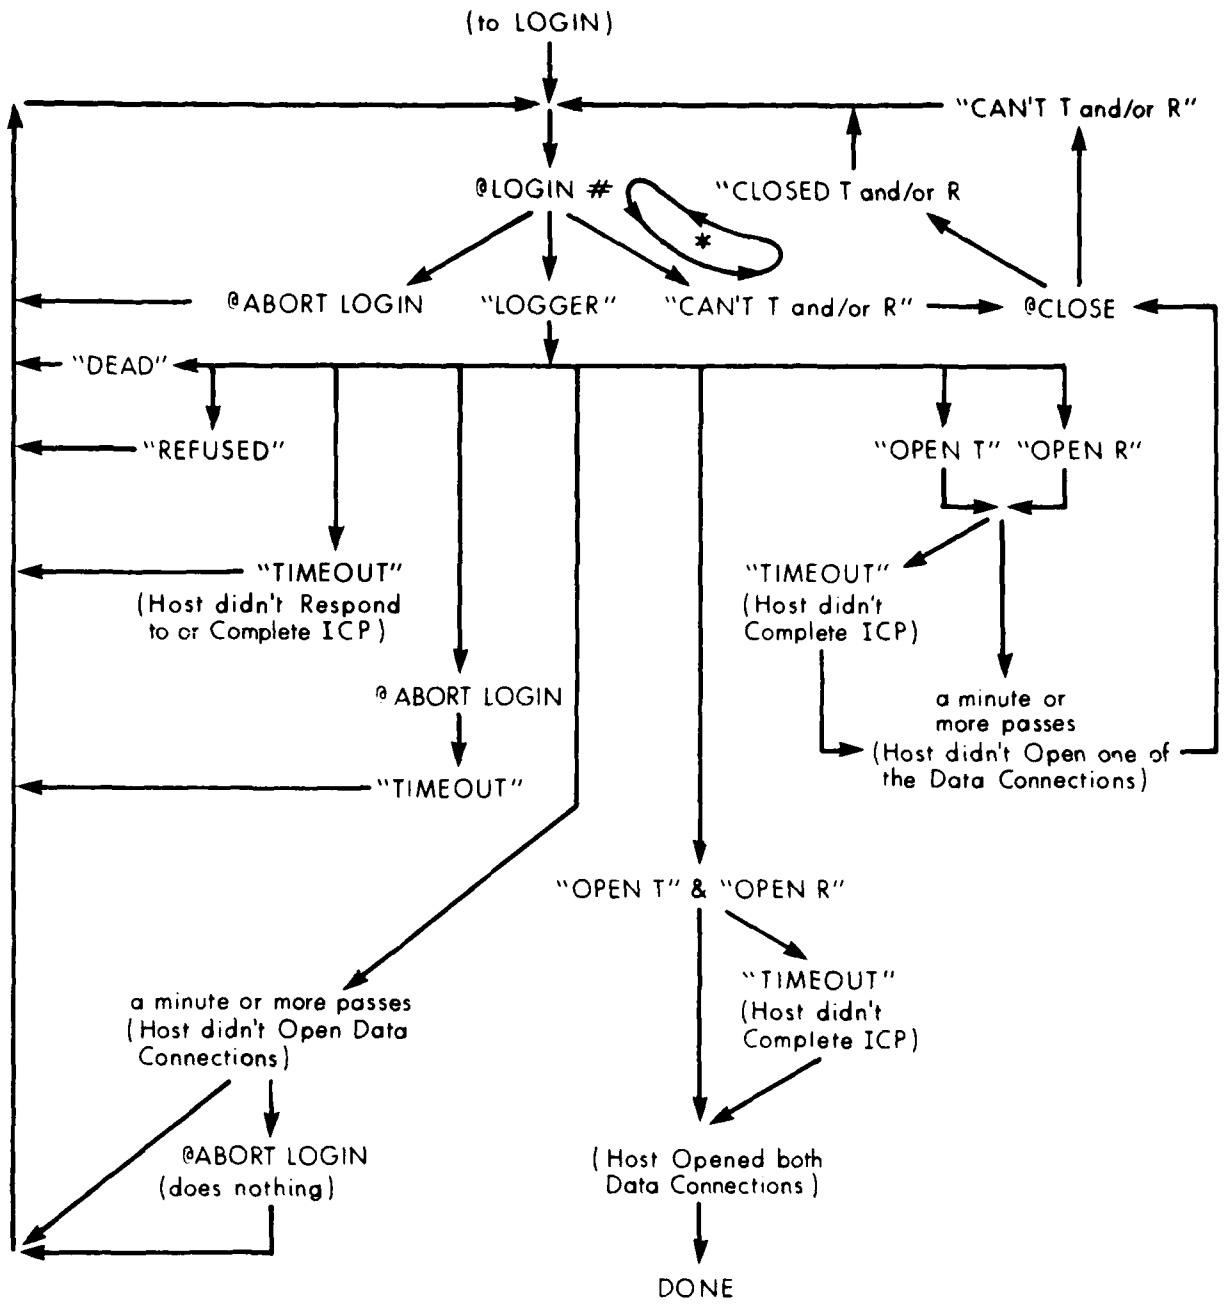 (to LOGIN)
"CAN'T T and/or R"
@LOGIN #
"CLOSED T and/or R
*
@ABORT LOGIN
"LOGGER"
"CAN'T T and/or R"
@CLOSE
"DEAD"
"REFUSED"
"OPEN T"
"OPEN R"
"TIMEOUT"
(Host didn't Respond
to or Complete ICP)
"TIMEOUT"
(Host didn't
Complete ICP)
@ ABORT LOGIN
a minute or
more passes
(Host didn't Open one of
the Data Connections)
"TIMEOUT"
"OPEN T" & "OPEN R"
"TIMEOUT"
(Host didn't
Complete ICP)
a minute or more passes
(Host didn't Open Data
Connections)
@ABORT LOGIN
(does nothing)
(Host Opened both
Data Connections)
DONE